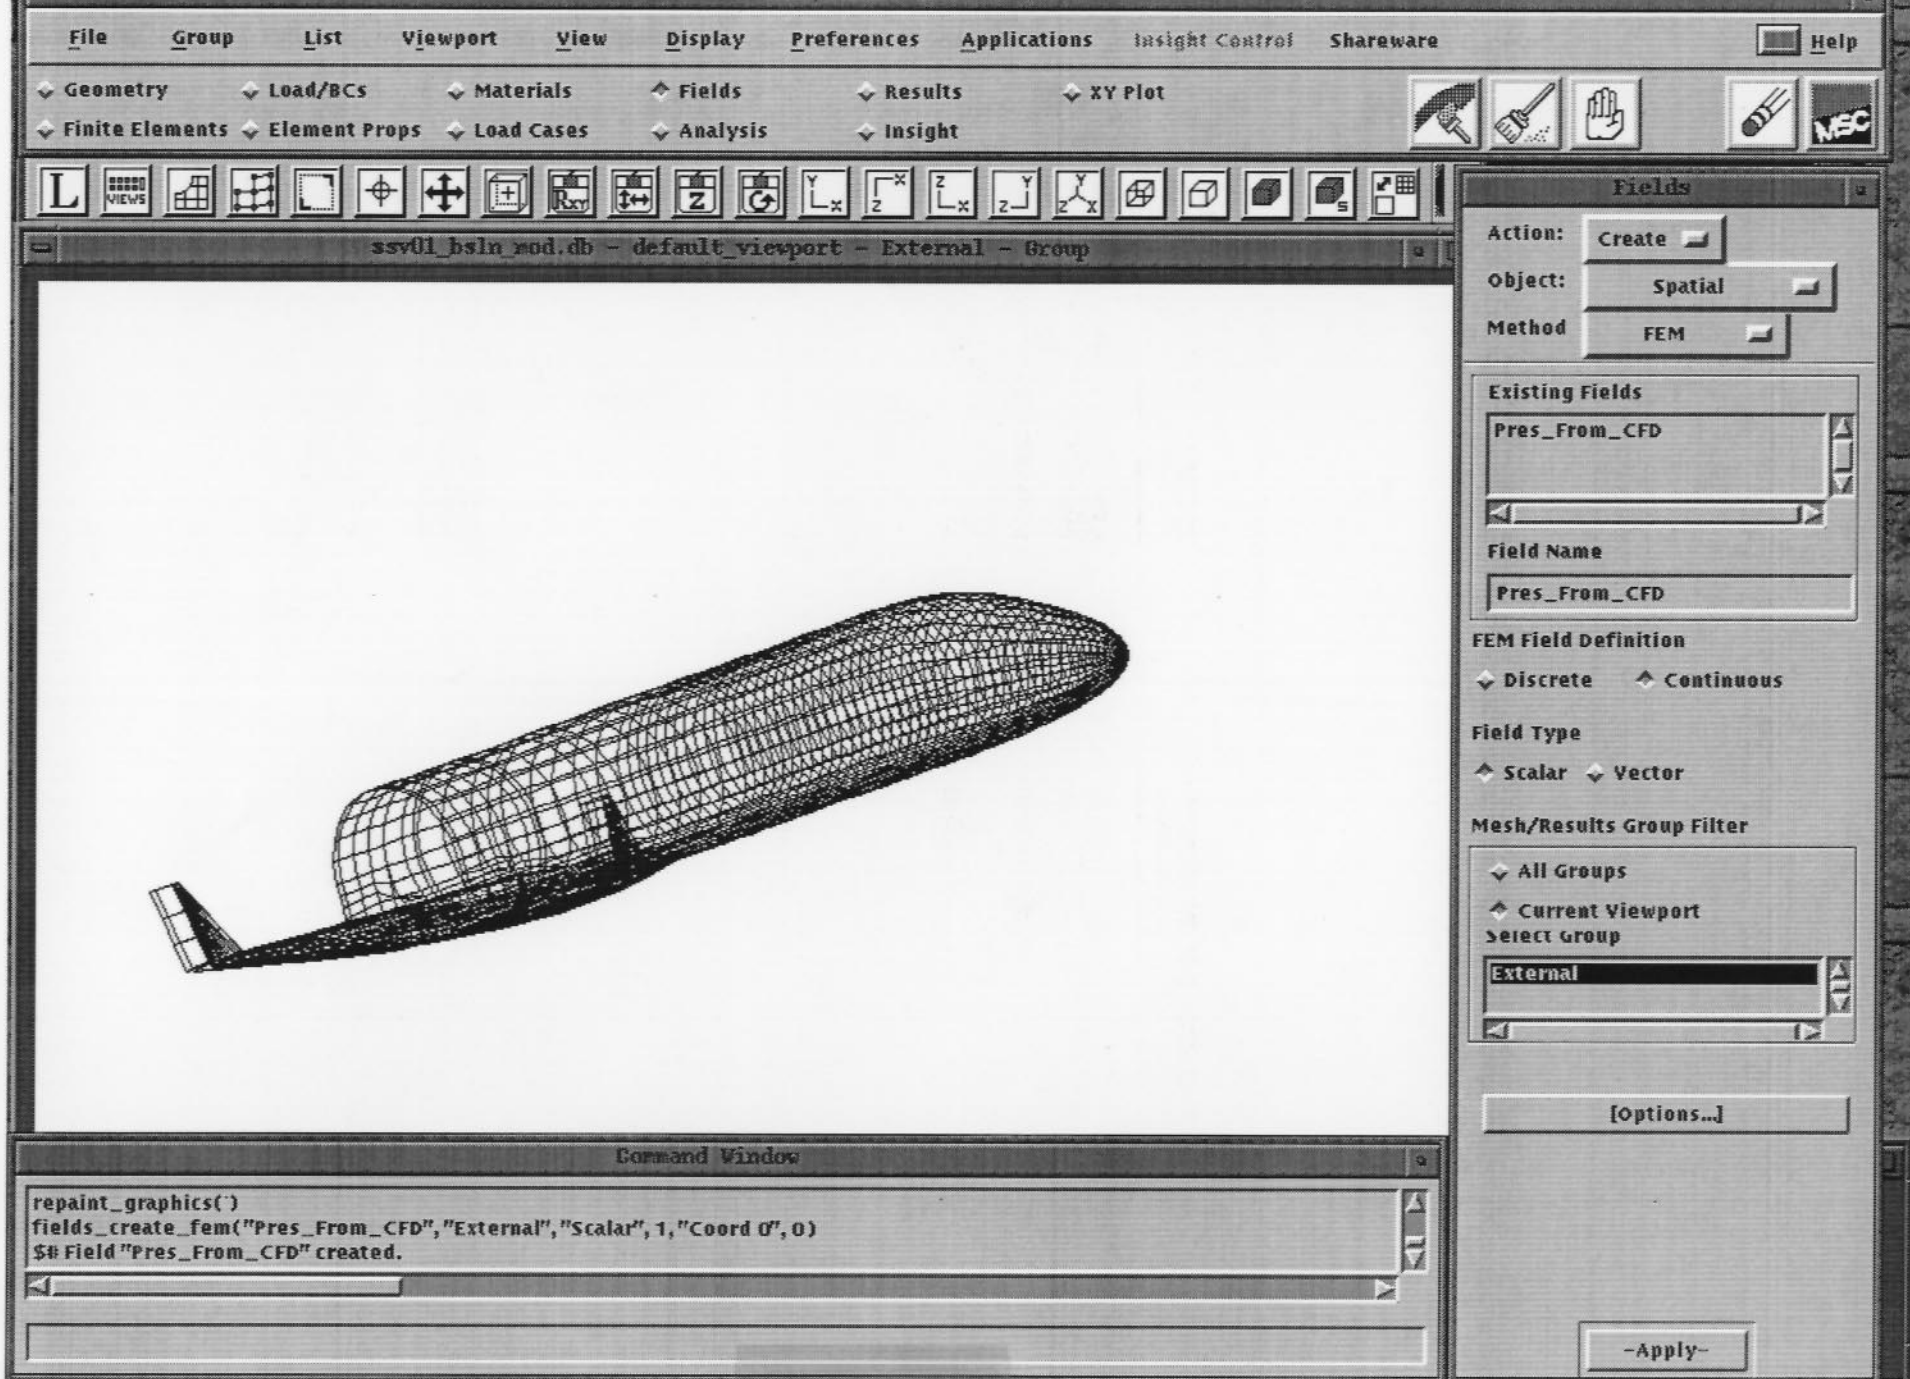 File Group List Viewport View Display Preferences Applications Insight Control Shareware Help
Geometry Load/BCs Materials Fields Results XY Plot
Finite Elements Element Props Load Cases Analysis Insight
MSC
L VIEWS RXY Z Y X X Z Z X Y Z Y Z X S
ssv01_bsln_mod.db - default_viewport - External - Group
Fields
Action: Create
Object: Spatial
Method FEM
Existing Fields
Pres_From_CFD
Field Name
Pres_From_CFD
FEM Field Definition
Discrete Continuous
Field Type
Scalar Vector
Mesh/Results Group Filter
All Groups
Current Viewport
Select Group
External
[Options...]
-Apply-
Command Window
repaint_graphics( )
fields_create_fem("Pres_From_CFD","External","Scalar", 1, "Coord 0", 0)
$# Field "Pres_From_CFD" created.